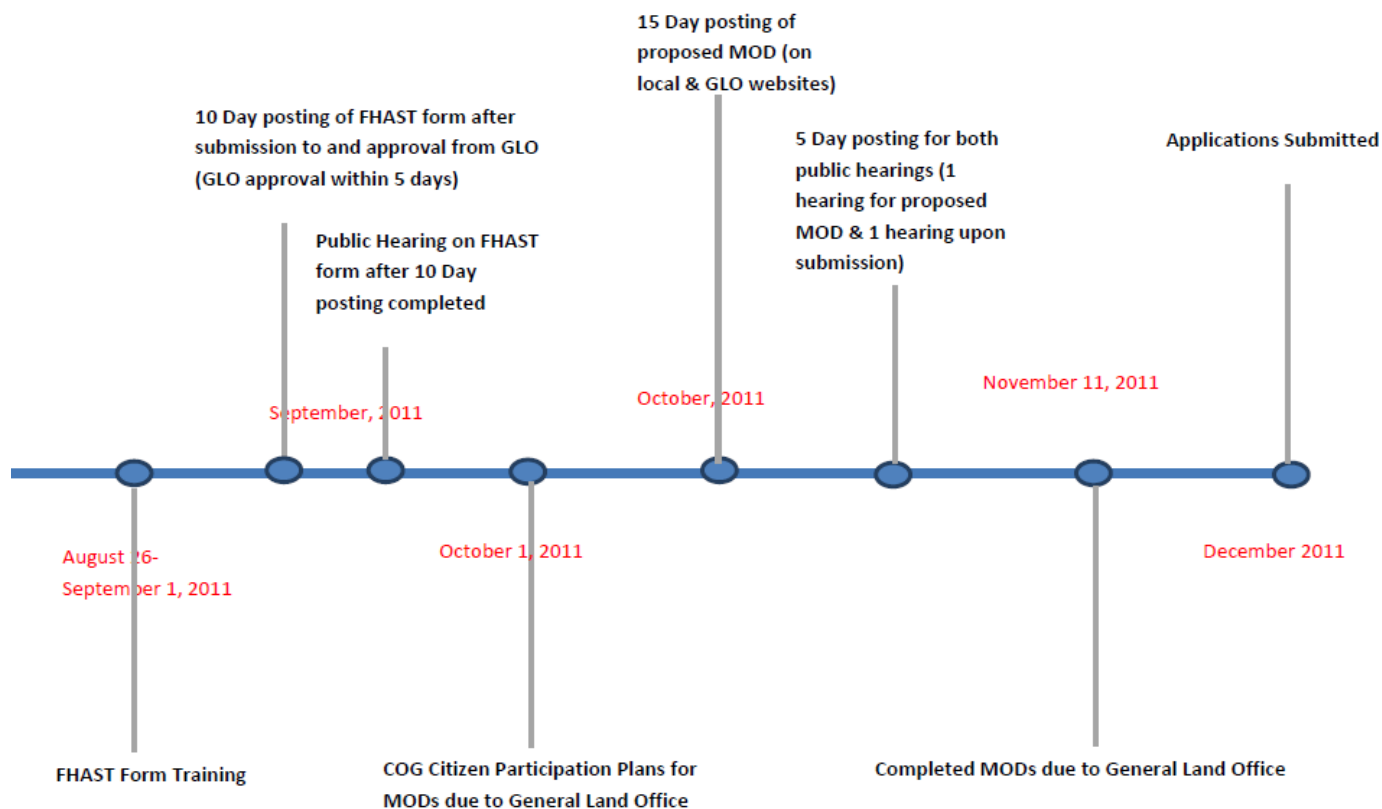 15 Day posting of
proposed MOD (on
local & GLO websites)
10 Day posting of FHAST form after
submission to and approval from GLO
(GLO approval within 5 days)
5 Day posting for both
public hearings (1
hearing for proposed
MOD & 1 hearing upon
submission)
Applications Submitted
Public Hearing on FHAST
form after 10 Day
posting completed
September, 2011
October, 2011
November 11, 2011
August 26-
September 1, 2011
October 1, 2011
December 2011
FHAST Form Training
COG Citizen Participation Plans for
MODs due to General Land Office
Completed MODs due to General Land Office